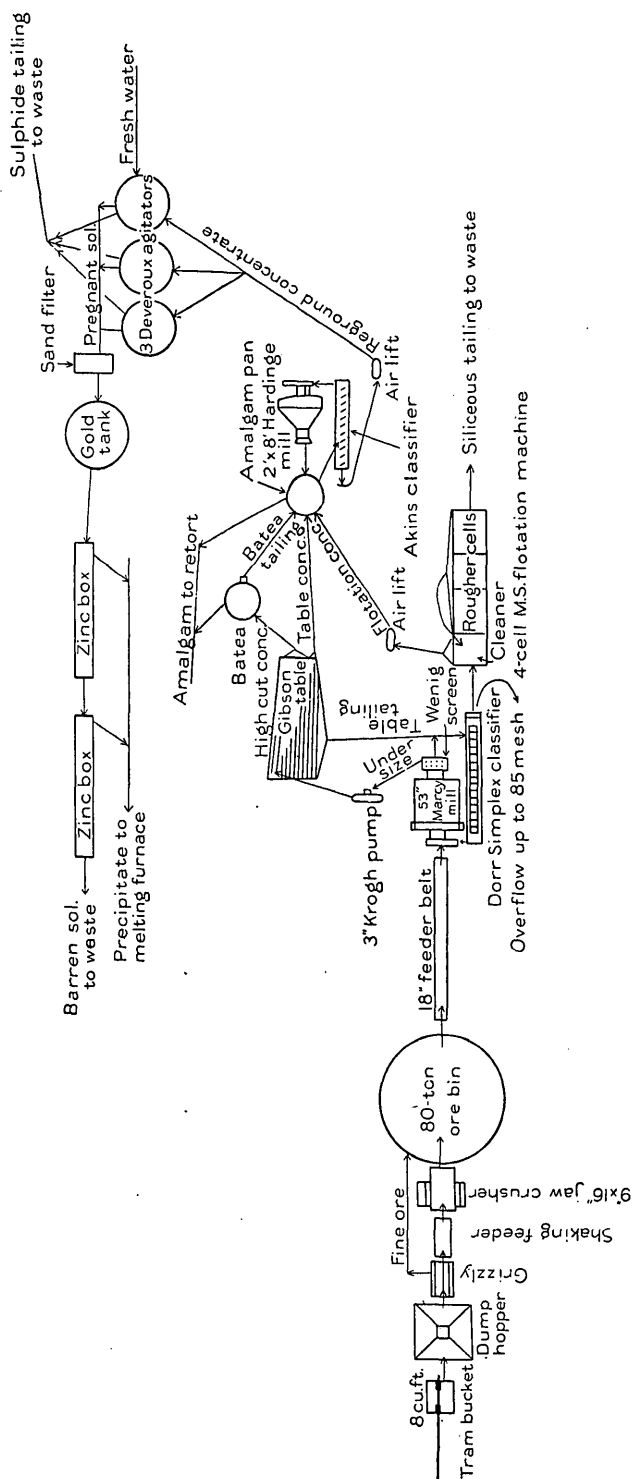 Sulphide tailing
to waste
Fresh water
3 Deveroux agitators
Pregnant sol.
Sand filter
Gold
tank
Zinc box
Zinc box
Barren sol.
to waste
Precipitate to
melting furnace
Reground concentrate
Air lift
Akins classifier
Amalgam pan
2'x8' Hardinge
mill
Amalgam to retort
Batea
tailing
Batea
Table conc.
High cut conc.
Gibson
table
Flotation conc.
Air lift
Siliceous tailing to waste
Rougher cells
Cleaner
4-cell M.S. flotation machine
Table
tailing
Wenig
screen
Under
size
3" Krogh pump
53"
Marcy
mill
Dorr Simplex classifier
Overflow up to 85 mesh
18" feeder belt
80-ton
ore bin
Fine ore
9"x16" jaw crusher
Shaking feeder
Grizzly
Dump
hopper
8 cu.ft.
Tram bucket